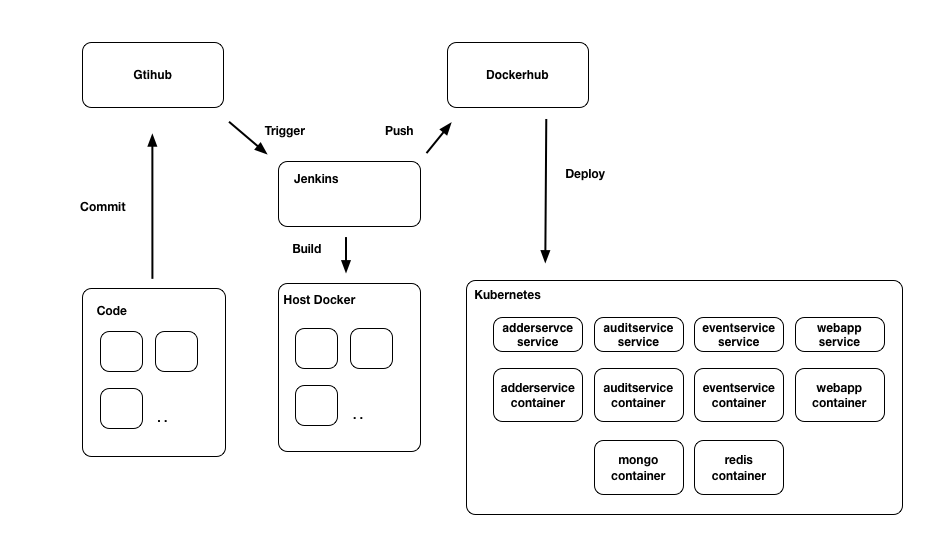 Gtihub
Dockerhub
Trigger
Push
Jenkins
Deploy
Commit
Build
Code
. .
Host Docker
. .
Kubernetes
adderservce
service
auditservice
service
eventservice
service
webapp
service
adderservice
container
auditservice
container
eventservice
container
webapp
container
mongo
container
redis
container